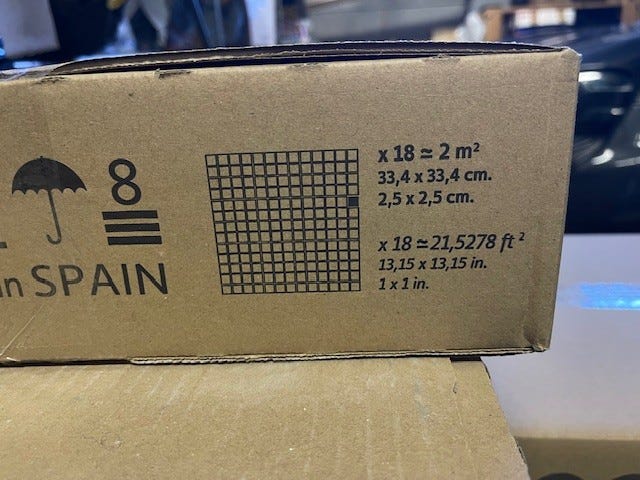 8
in SPAIN
x 18 ≃ 2 m²
33,4 x 33,4 cm.
2,5 x 2,5 cm.
x 18 ≃ 21,5278 ft²
13,15 x 13,15 in.
1 x 1 in.